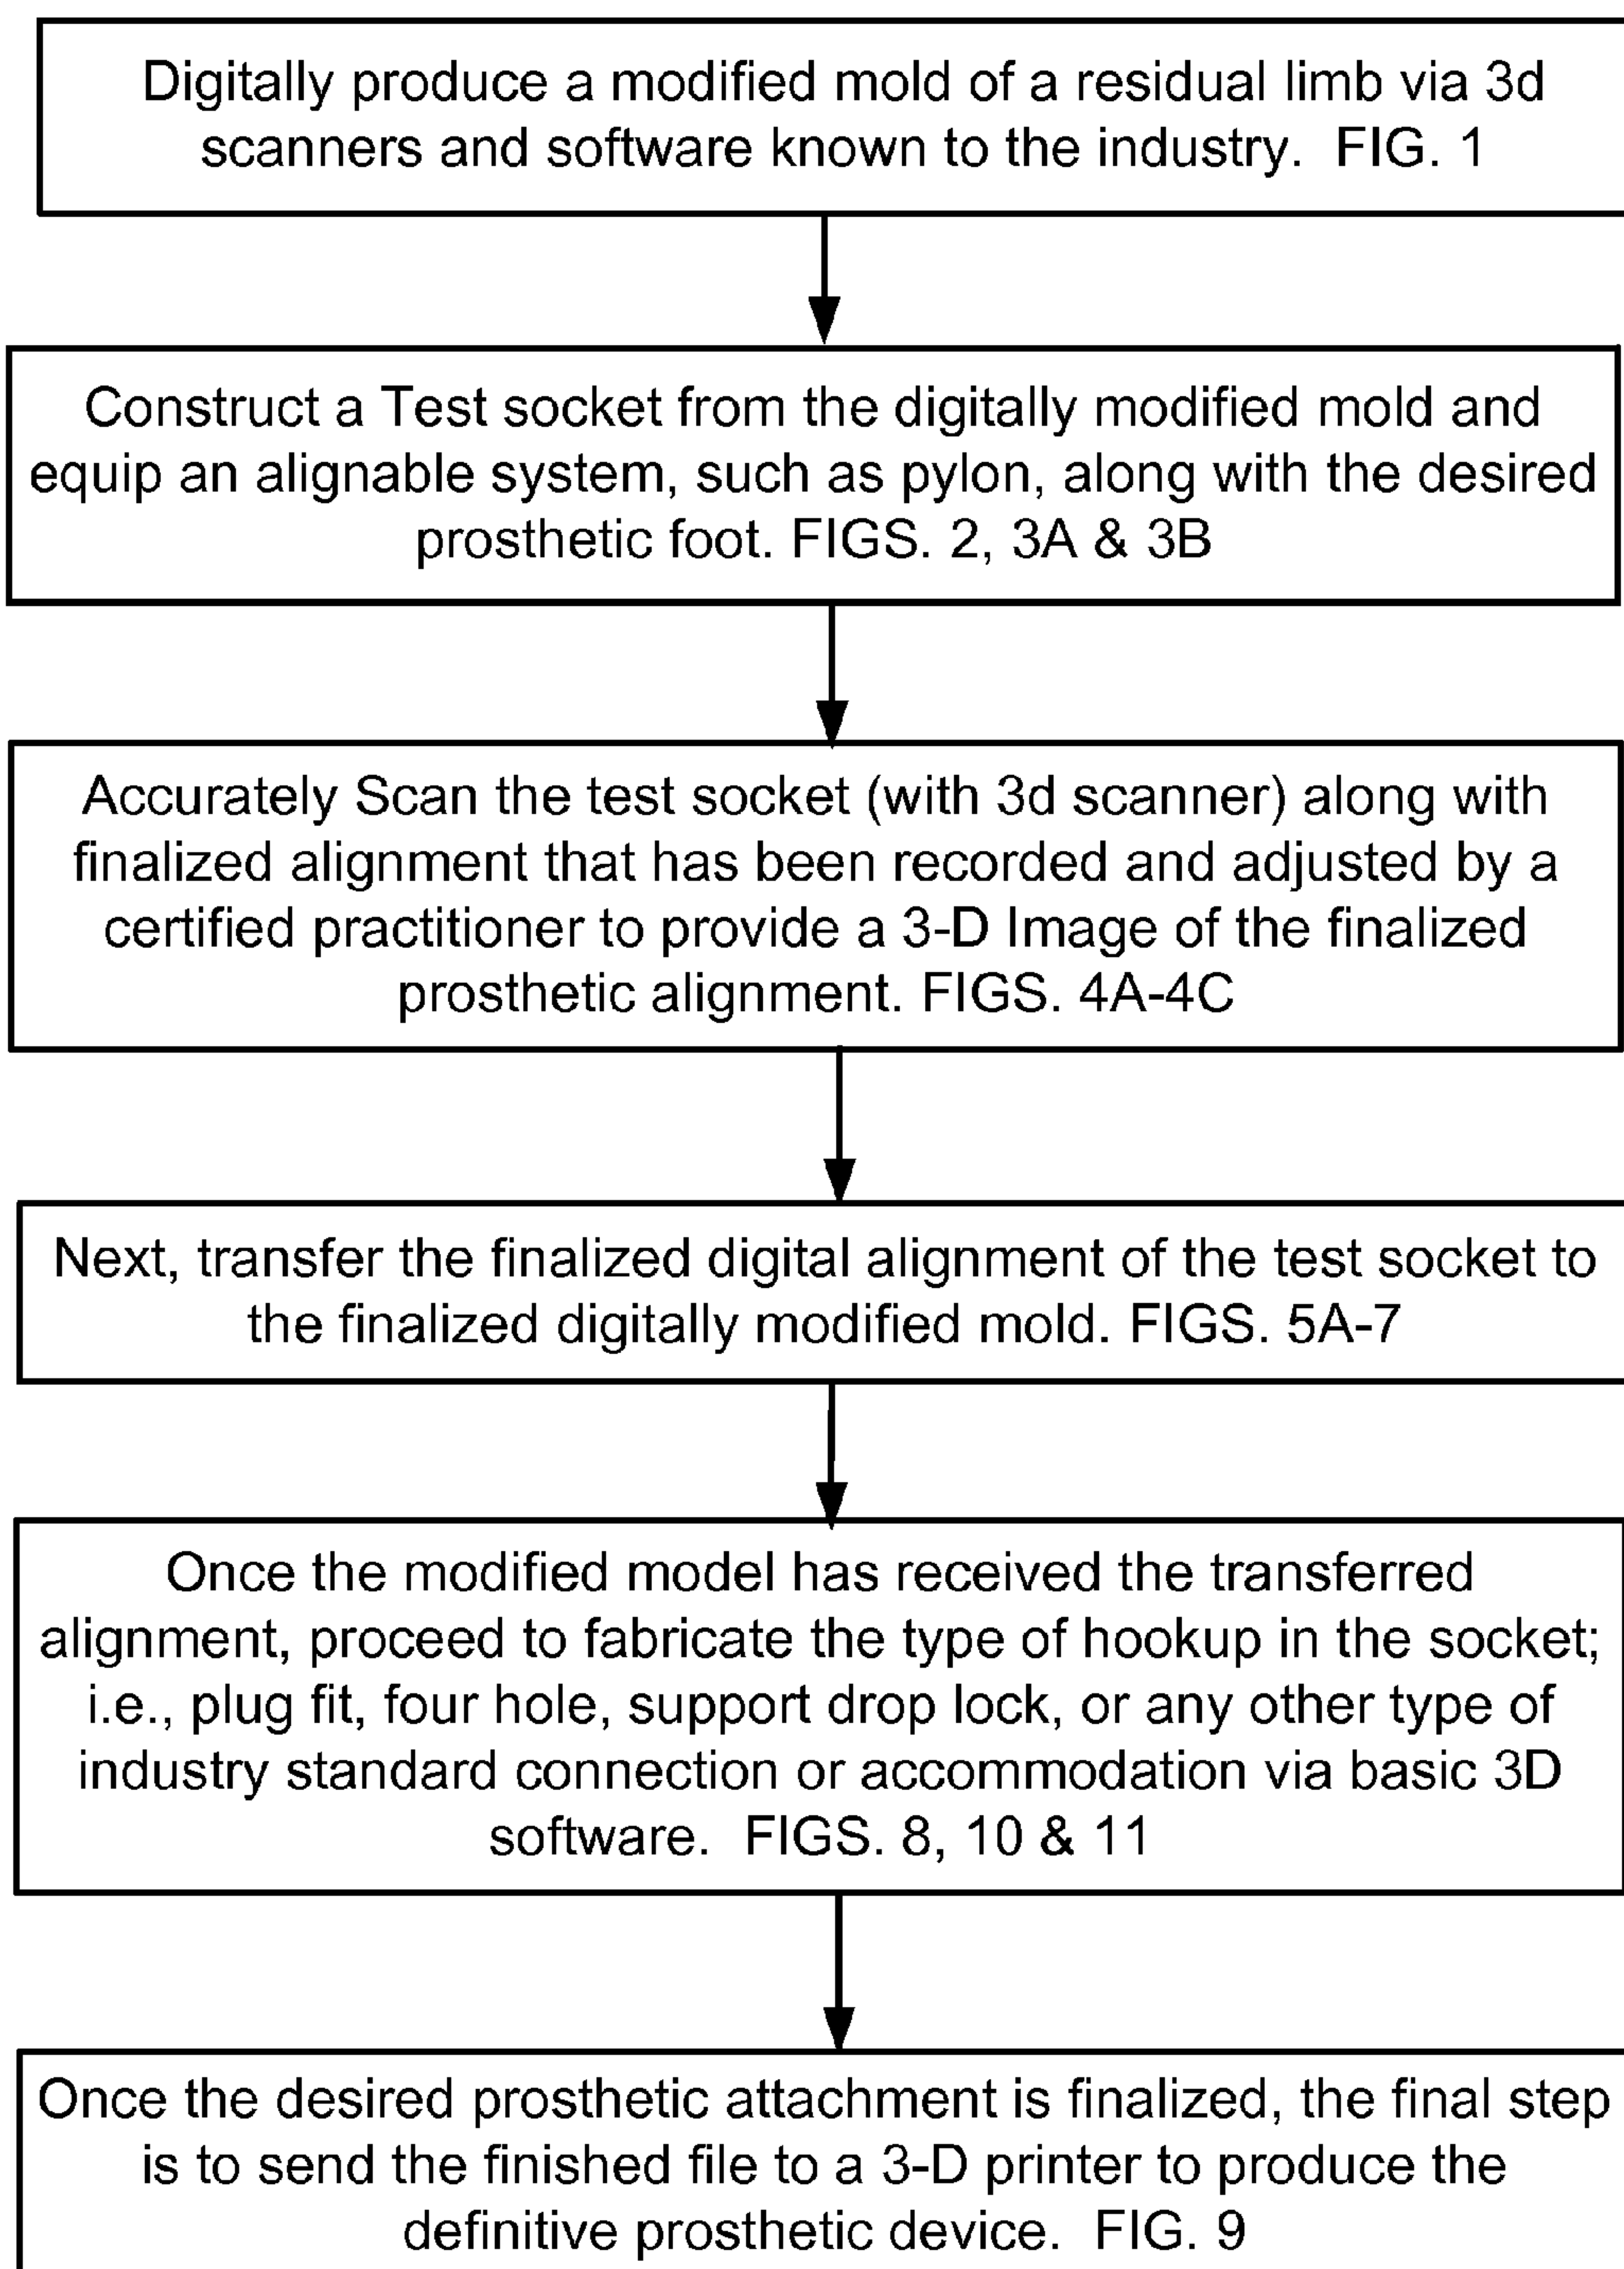 Digitally produce a modified mold of a residual limb via 3d
scanners and software known to the industry.  FIG. 1
Construct a Test socket from the digitally modified mold and
equip an alignable system, such as pylon, along with the desired
prosthetic foot. FIGS. 2, 3A & 3B
Accurately Scan the test socket (with 3d scanner) along with
finalized alignment that has been recorded and adjusted by a
certified practitioner to provide a 3-D Image of the finalized
prosthetic alignment. FIGS. 4A-4C
Next, transfer the finalized digital alignment of the test socket to
the finalized digitally modified mold. FIGS. 5A-7
Once the modified model has received the transferred
alignment, proceed to fabricate the type of hookup in the socket;
i.e., plug fit, four hole, support drop lock, or any other type of
industry standard connection or accommodation via basic 3D
software.  FIGS. 8, 10 & 11
Once the desired prosthetic attachment is finalized, the final step
is to send the finished file to a 3-D printer to produce the
definitive prosthetic device.  FIG. 9